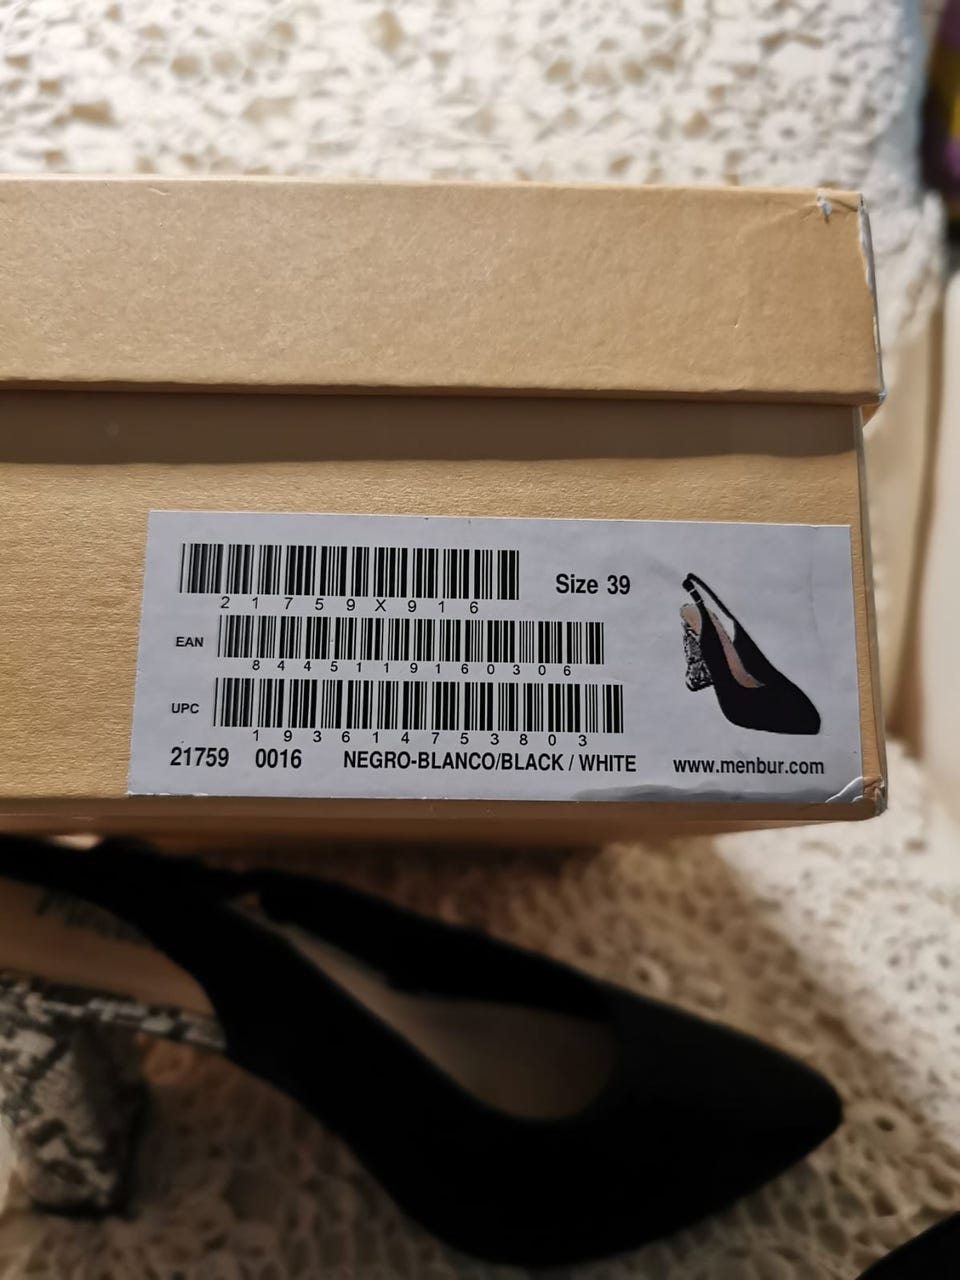 21759X916
Size 39
EAN
8445119160306
UPC
193614753803
21759 0016 NEGRO-BLANCO/BLACK / WHITE www.menbur.com